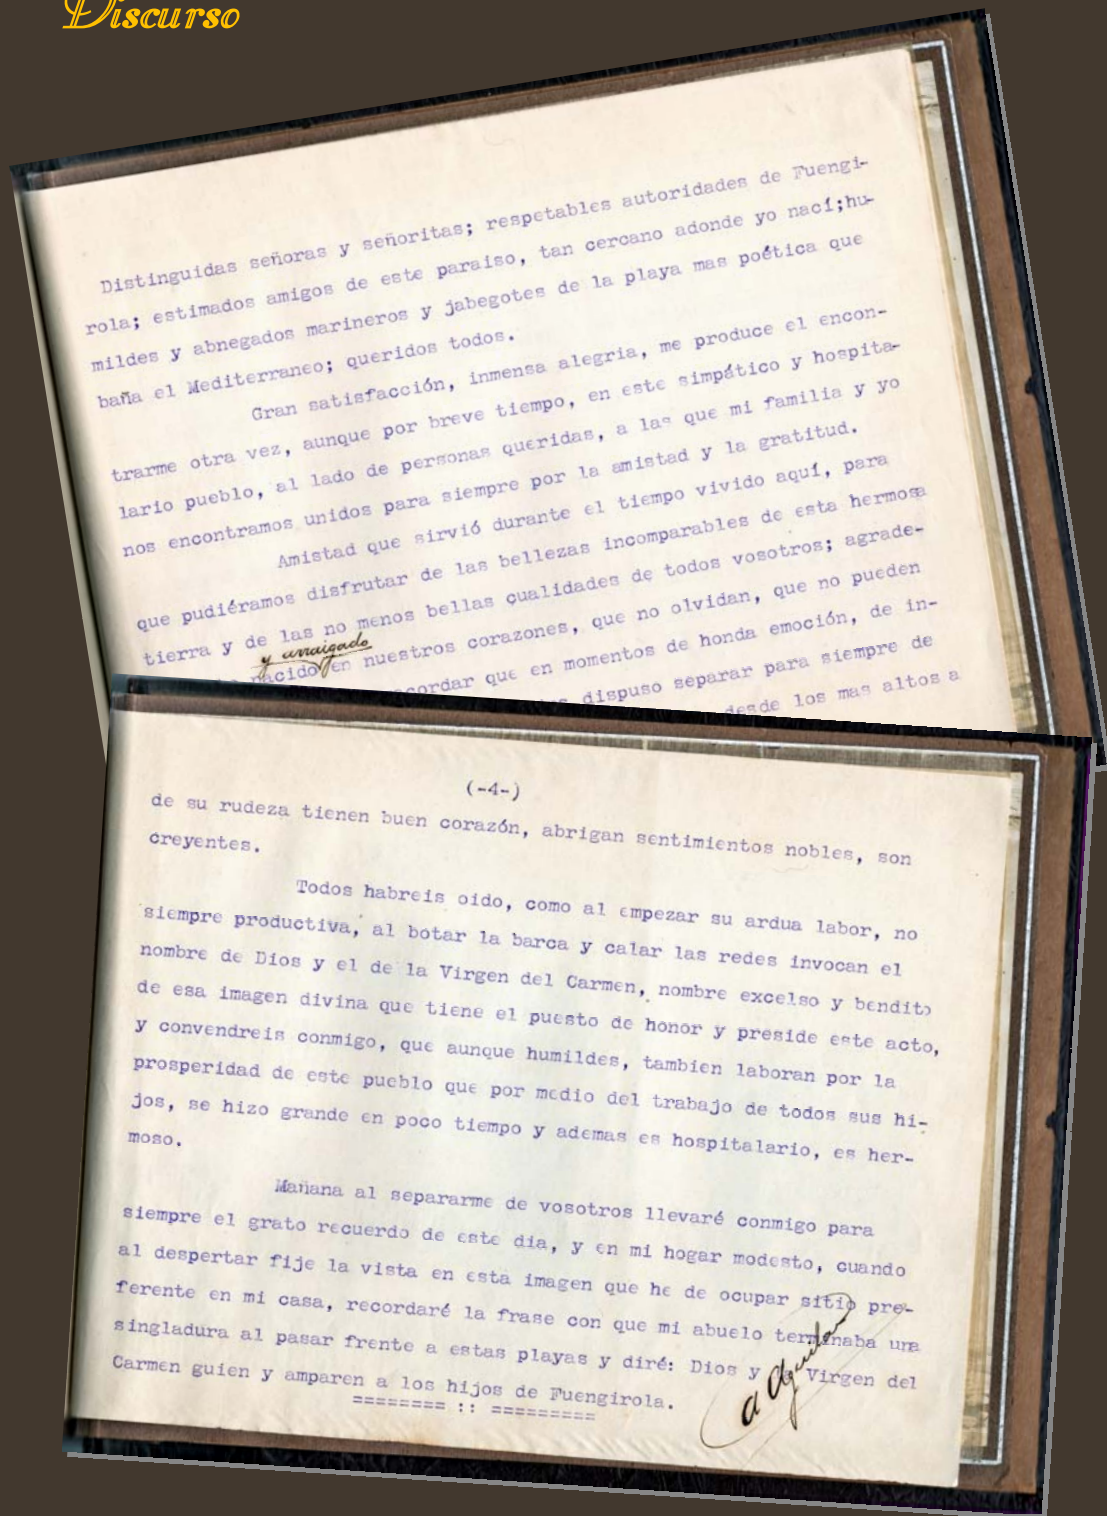 Discurso
Distinguidas señoras y señoritas; respetables autoridades de Fuengi-
rola; estimados amigos de este paraiso, tan cercano adonde yo nací;hu-
mildes y abnegados marineros y jabegotes de la playa mas poética que
baña el Mediterraneo; queridos todos.
Gran satisfacción, inmensa alegria, me produce el encon-
trarme otra vez, aunque por breve tiempo, en este simpático y hospita-
lario pueblo, al lado de personas queridas, a las que mi familia y yo
nos encontramos unidos para siempre por la amistad y la gratitud.
Amistad que sirvió durante el tiempo vivido aquí, para
que pudiéramos disfrutar de las bellezas incomparables de esta hermosa
tierra y de las no menos bellas cualidades de todos vosotros; agrade-
y arraigado
nacido en nuestros corazones, que no olvidan, que no pueden
cordar que en momentos de honda emoción, de in-
dispuso separar para siempre de
desde los mas altos a
(-4-)
de su rudeza tienen buen corazón, abrigan sentimientos nobles, son
creyentes.
Todos habreis oido, como al empezar su ardua labor, no
siempre productiva, al botar la barca y calar las redes invocan el
nombre de Dios y el de la Virgen del Carmen, nombre excelso y bendito
de esa imagen divina que tiene el puesto de honor y preside este acto,
y convendreis conmigo, que aunque humildes, tambien laboran por la
prosperidad de este pueblo que por medio del trabajo de todos sus hi-
jos, se hizo grande en poco tiempo y ademas es hospitalario, es her-
moso.
Mañana al separarme de vosotros llevaré conmigo para
siempre el grato recuerdo de este dia, y en mi hogar modesto, cuando
al despertar fije la vista en esta imagen que he de ocupar sitio pre-
ferente en mi casa, recordaré la frase con que mi abuelo terminaba una
singladura al pasar frente a estas playas y diré: Dios y Virgen del
Carmen guien y amparen a los hijos de Fuengirola.
======== :: =========